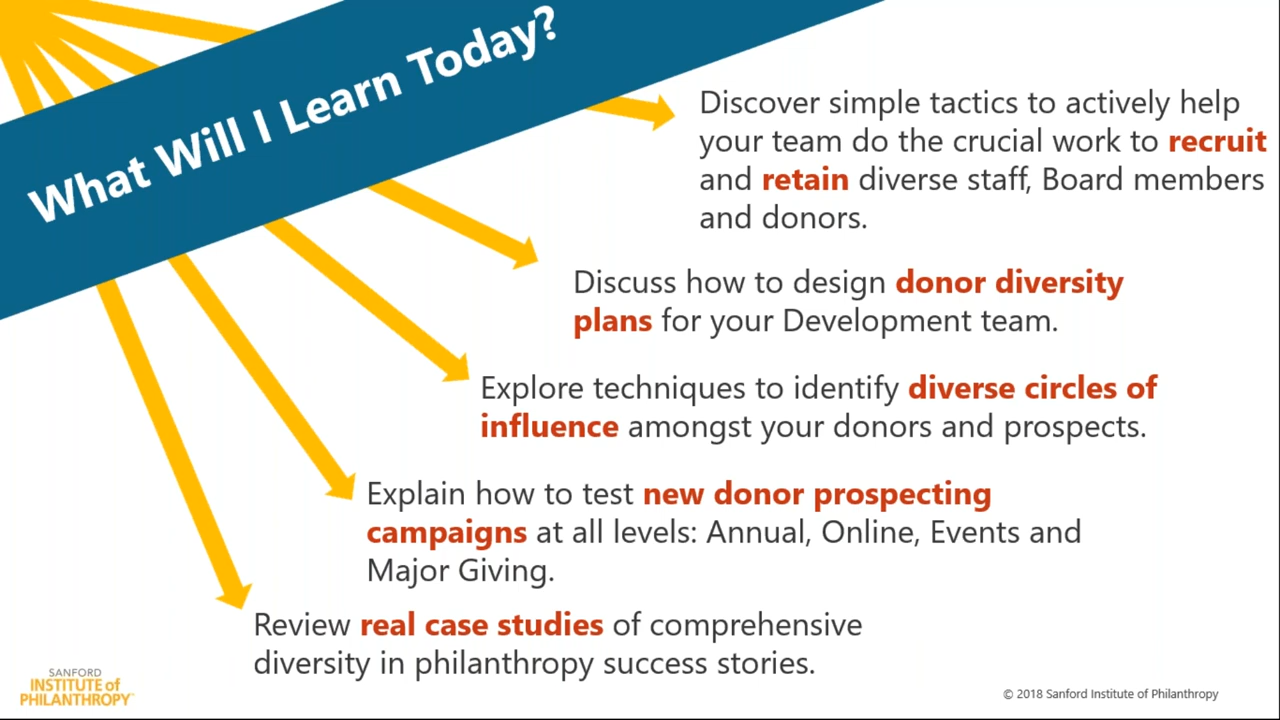 What Will I Learn Today?
Discover simple tactics to actively help
your team do the crucial work to recruit
and retain diverse staff, Board members
and donors.
Discuss how to design donor diversity
plans for your Development team.
Explore techniques to identify diverse circles of
influence amongst your donors and prospects.
Explain how to test new donor prospecting
campaigns at all levels: Annual, Online, Events and
Major Giving.
Review real case studies of comprehensive
diversity in philanthropy success stories.
SANFORD
INSTITUTE of
PHILANTHROPY™
© 2018 Sanford Institute of Philanthropy